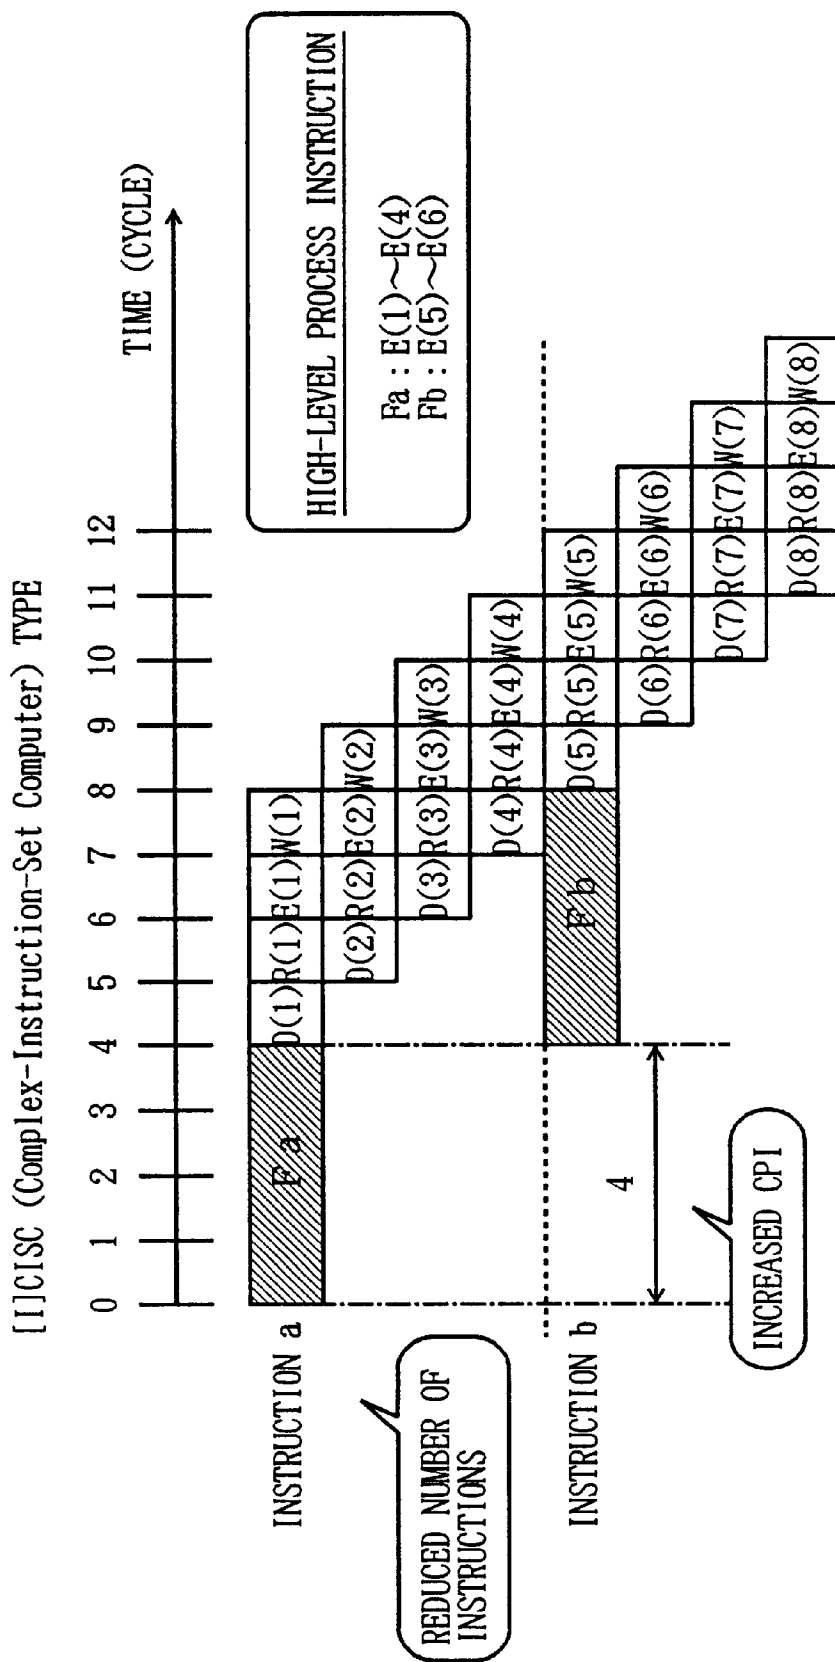 [I]CISC (Complex-Instruction-Set Computer) TYPE
TIME (CYCLE)
0 1 2 3 4 5 6 7 8 9 10 11 12
HIGH-LEVEL PROCESS INSTRUCTION
Fa : E(1)～E(4)
Fb : E(5)～E(6)
INSTRUCTION a
Fa D(1) R(1) E(1) W(1)
D(2) R(2) E(2) W(2)
D(3) R(3) E(3) W(3)
D(4) R(4) E(4) W(4)
REDUCED NUMBER OF
INSTRUCTIONS
INSTRUCTION b
Fb D(5) R(5) E(5) W(5)
D(6) R(6) E(6) W(6)
D(7) R(7) E(7) W(7)
D(8) R(8) E(8) W(8)
4
INCREASED CPI